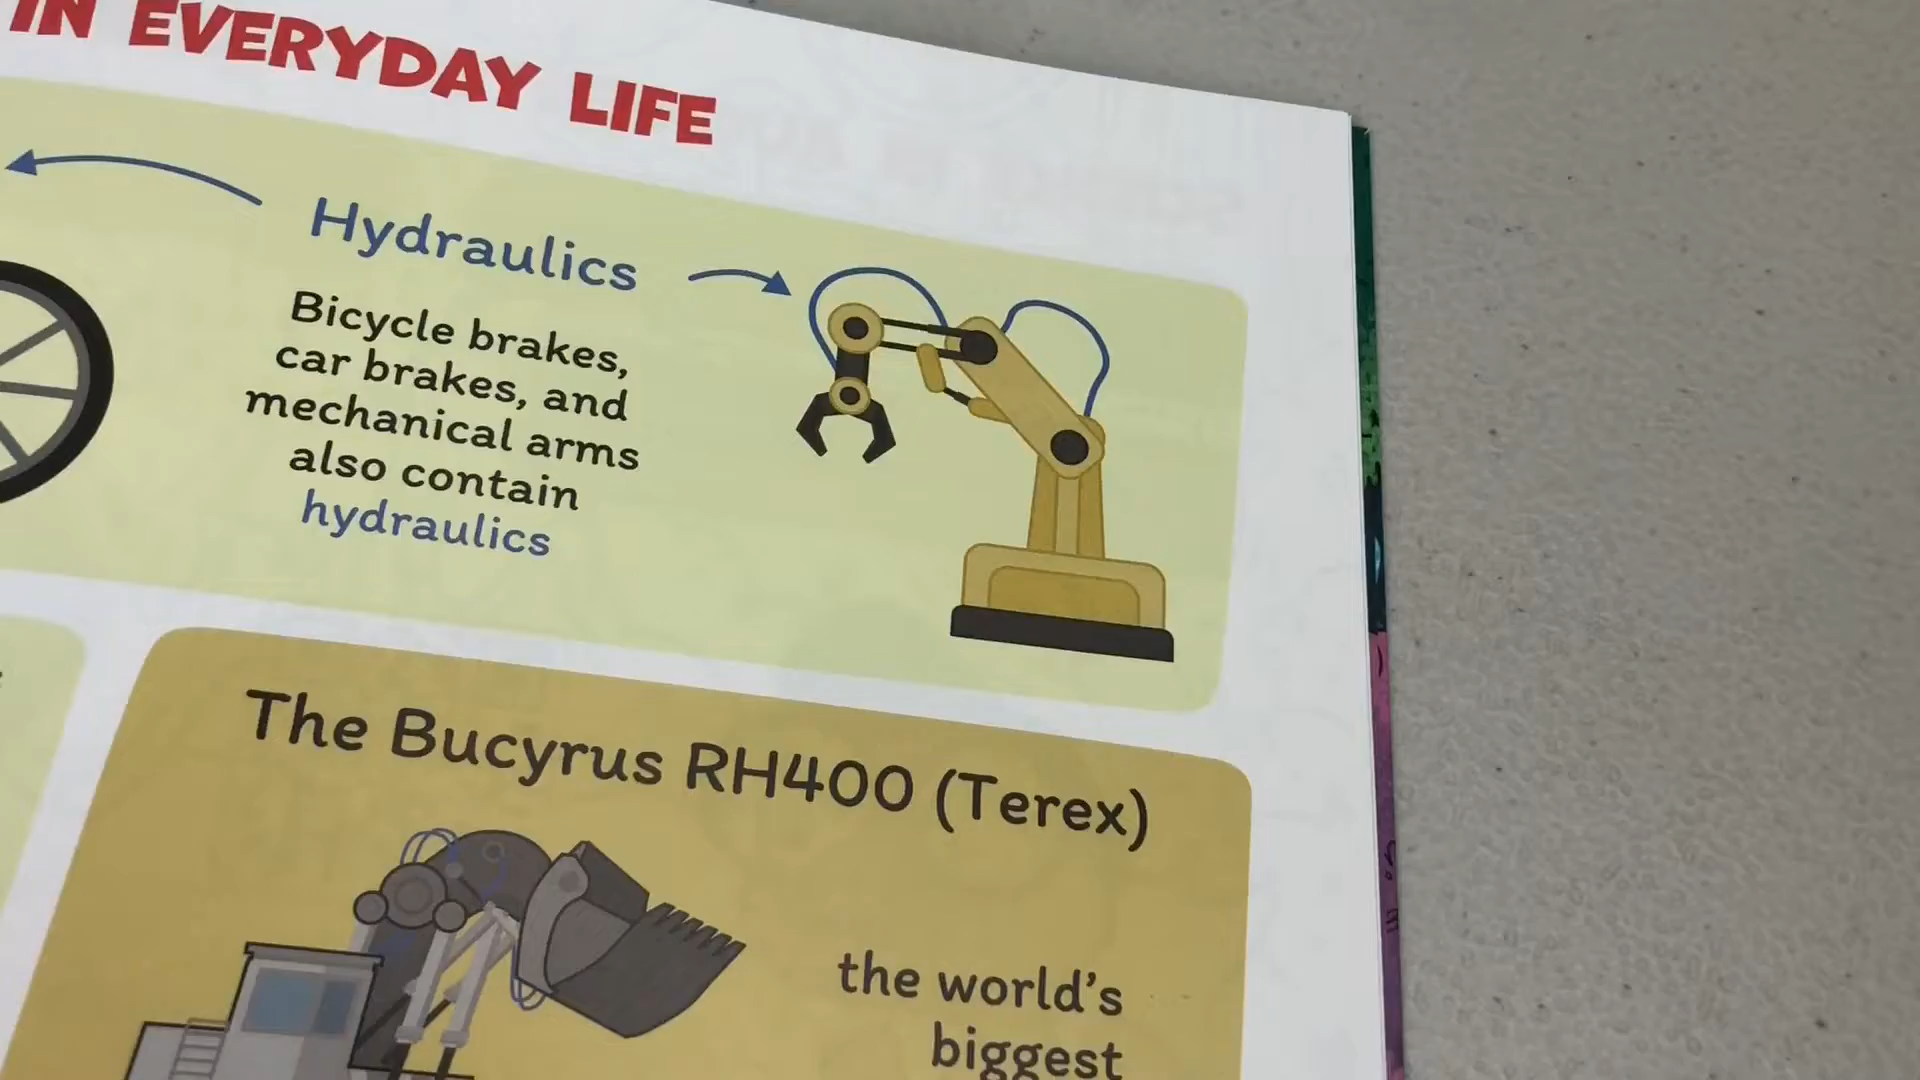 IN EVERYDAY LIFE
Hydraulics
Bicycle brakes,
car brakes, and
mechanical arms
also contain
hydraulics
The Bucyrus RH400 (Terex)
the world's
biggest